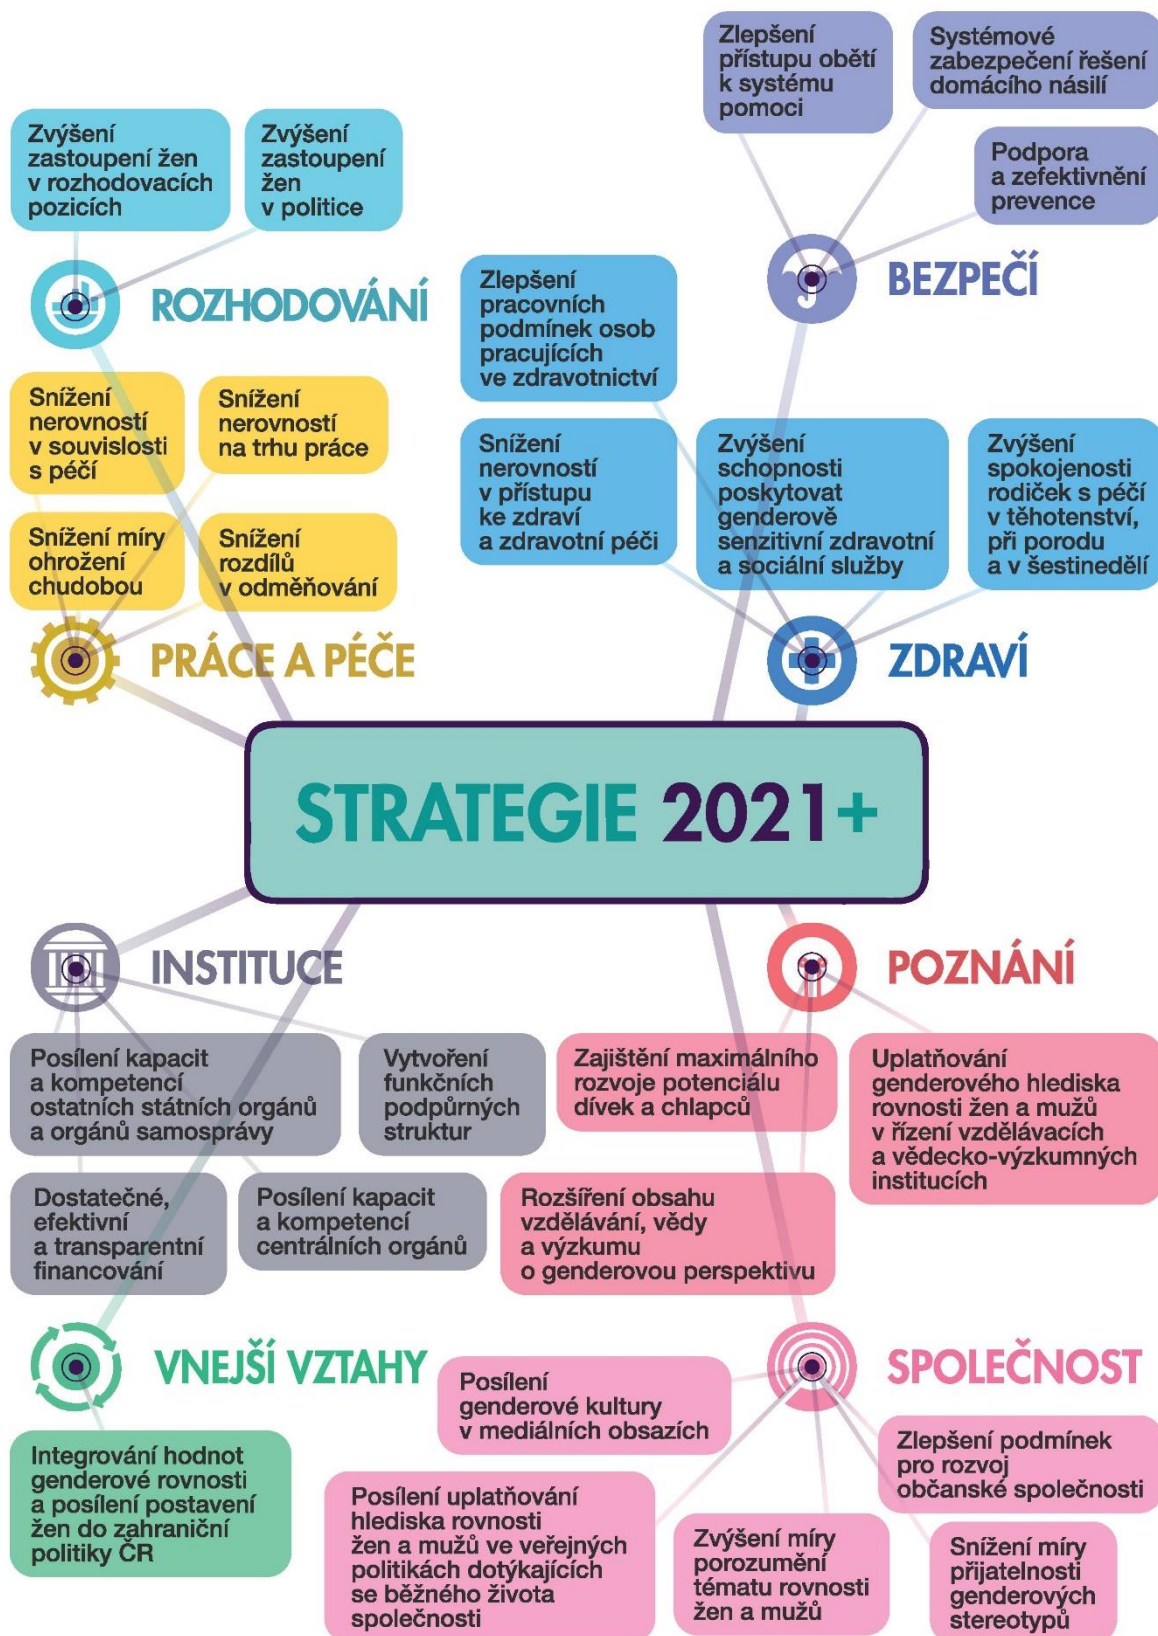 Zvýšení
zastoupení žen
v rozhodovacích
pozicích
Zvýšení
zastoupení
žen
v politice
ROZHODOVÁNÍ
Zlepšení
přístupu obětí
k systému
pomoci
Systémové
zabezpečení řešení
domácího násilí
Podpora
a zefektivnění
prevence
BEZPEČÍ
Snížení
nerovností
v souvislosti
s péčí
Snížení
nerovností
na trhu práce
Snížení míry
ohrožení
chudobou
Snížení
rozdílů
v odměňování
PRÁCE A PÉČE
Zlepšení
pracovních
podmínek osob
pracujících
ve zdravotnictví
Snížení
nerovností
v přístupu
ke zdraví
a zdravotní péči
Zvýšení
schopnosti
poskytovat
genderově
senzitivní zdravotní
a sociální služby
Zvýšení
spokojenosti
rodiček s péčí
v těhotenství,
při porodu
a v šestinedělí
ZDRAVÍ
STRATEGIE 2021+
INSTITUCE
Posílení kapacit
a kompetencí
ostatních státních orgánů
a orgánů samosprávy
Vytvoření
funkčních
podpůrných
struktur
Dostatečné,
efektivní
a transparentní
financování
Posílení kapacit
a kompetencí
centrálních orgánů
POZNÁNÍ
Zajištění maximálního
rozvoje potenciálu
dívek a chlapců
Uplatňování
genderového hlediska
rovnosti žen a mužů
v řízení vzdělávacích
a vědecko-výzkumných
institucích
Rozšíření obsahu
vzdělávání, vědy
a výzkumu
o genderovou perspektivu
VNEJŠÍ VZTAHY
Integrování hodnot
genderové rovnosti
a posílení postavení
žen do zahraniční
politiky ČR
SPOLEČNOST
Posílení
genderové kultury
v mediálních obsazích
Zlepšení podmínek
pro rozvoj
občanské společnosti
Posílení uplatňování
hlediska rovnosti
žen a mužů ve veřejných
politikách dotýkajících
se běžného života
společnosti
Zvýšení míry
porozumění
tématu rovnosti
žen a mužů
Snížení míry
přijatelnosti
genderových
stereotypů